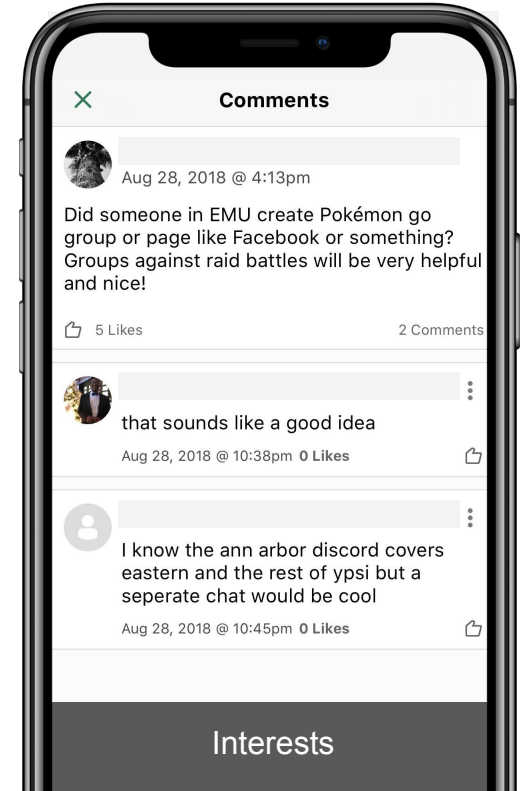 Comments
Aug 28, 2018 @ 4:13pm
Did someone in EMU create Pokémon go
group or page like Facebook or something?
Groups against raid battles will be very helpful
and nice!
5 Likes 2 Comments
that sounds like a good idea
Aug 28, 2018 @ 10:38pm 0 Likes
I know the ann arbor discord covers
eastern and the rest of ypsi but a
seperate chat would be cool
Aug 28, 2018 @ 10:45pm 0 Likes
Interests